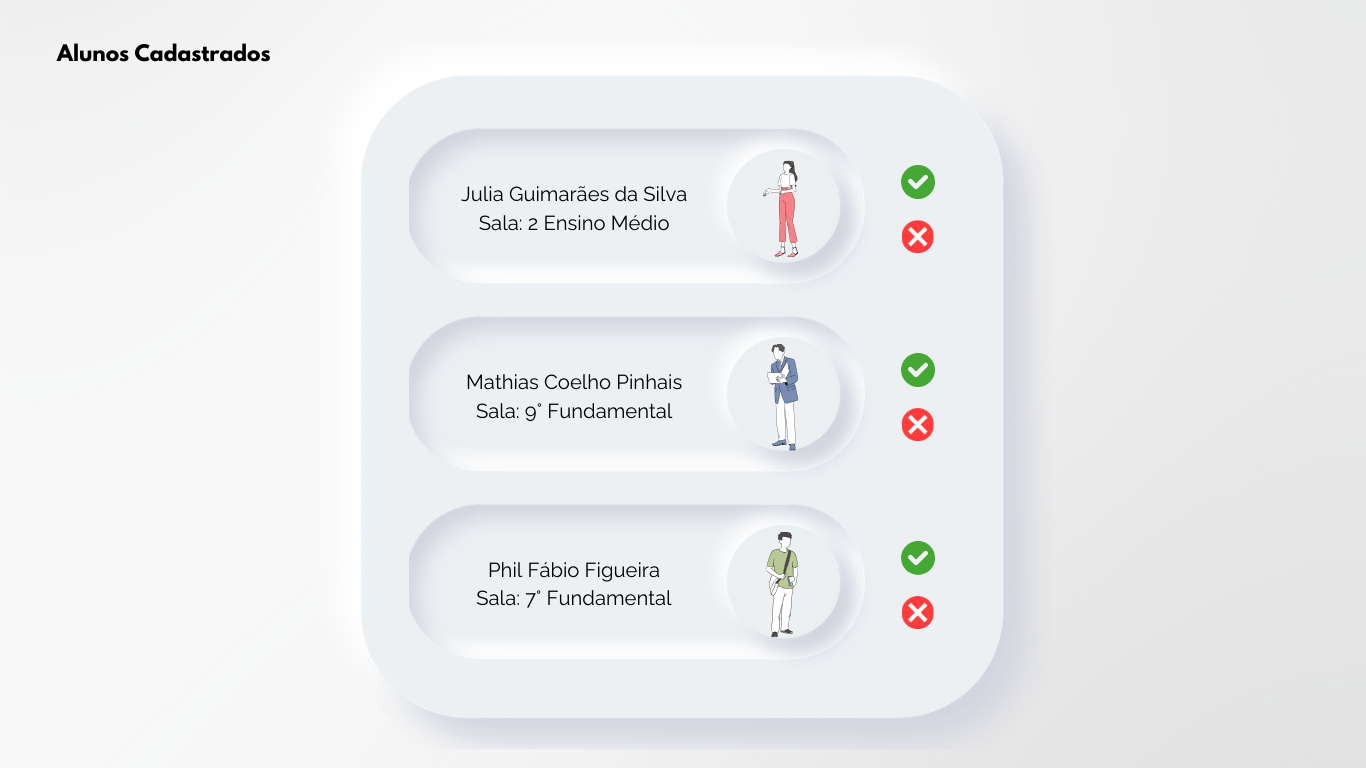 Alunos Cadastrados
Julia Guimarães da Silva
Sala: 2 Ensino Médio
Mathias Coelho Pinhais
Sala: 9° Fundamental
Phil Fábio Figueira
Sala: 7° Fundamental